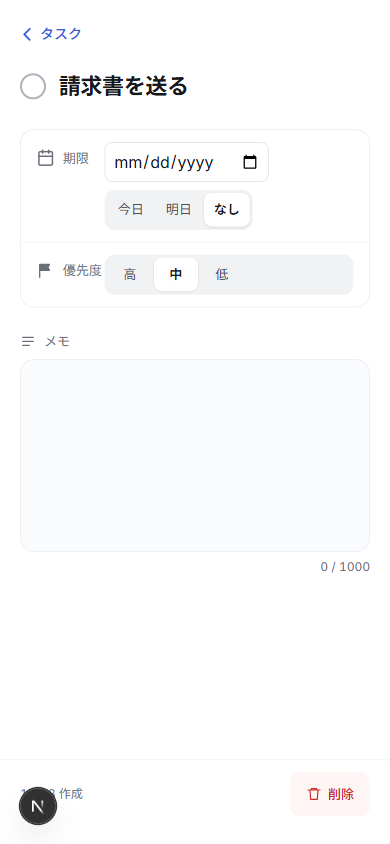 タスク
請求書を送る
期限
mm/dd/yyyy
今日 明日 なし
優先度
高 中 低
メモ
0 / 1000
作成
削除